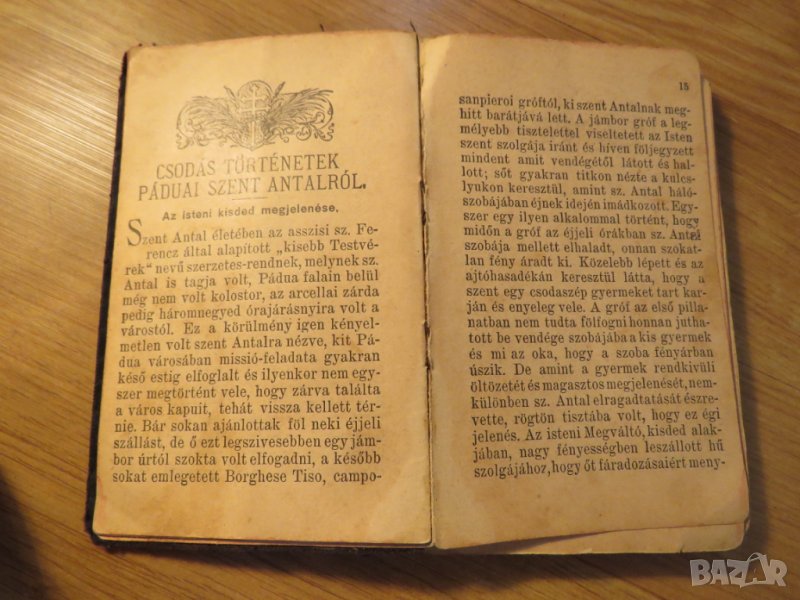 CSODÁS TÖRTÉNETEK
PÁDUAI SZENT ANTALRÓL.
Az isteni kisded megjelenése.
Szent Antal életében az asszisi sz. Fe-
rencz által alapított „kisebb Testvé-
rek" nevű szerzetes-rendnek, melynek sz.
Antal is tagja volt, Pádua falain belül
még nem volt kolostor, az arcellai zárda
pedig háromnegyed órajárásnyira volt a
várostól. Ez a körülmény igen kényel-
metlen volt szent Antalra nézve, kit Pá-
dua városában missió-feladata gyakran
késő estig elfoglalt és ilyenkor nem egy-
szer megtörtént vele, hogy zárva találta
a város kapuit, tehát vissza kellett tér-
nie. Bár sokan ajánlottak föl neki éjjeli
szállást, de ő ezt legszivesebben egy jám-
bor úrtól szokta volt elfogadni, a később
sokat emlegetett Borghese Tiso, campo-
15
sanpieroi gróftól, ki szent Antalnak meg-
hitt barátjává lett. A jámbor gróf a leg-
mélyebb tisztelettel viseltetett az Isten
szent szolgája iránt és híven följegyzett
mindent amit vendégétől látott és hal-
lott; sőt gyakran titkon nézte a kulcs-
lyukon keresztül, amint sz. Antal háló-
szobájában éjnek idején imádkozott. Egy-
szer egy ilyen alkalommal történt, hogy
midőn a gróf az éjjeli órákban sz. Antal
szobája mellett elhaladt, onnan szokat-
lan fény áradt ki. Közelebb lépett és az
ajtóhasadékán keresztül látta, hogy a
szent egy csodaszép gyermeket tart kar-
ján és enyeleg vele. A gróf az első pilla-
natban nem tudta fölfogni honnan jutha-
tott be vendége szobájába a kis gyermek
és mi az oka, hogy a szoba fényárban
úszik. De amint a gyermek rendkivüli
öltözetét és magasztos megjelenését, nem-
különben sz. Antal elragadtatását észre-
vette, rögtön tisztába volt, hogy ez égi
jelenés. Az isteni Megváltó, kisded alak-
jában, nagy fényességben leszállott hű
szolgájához, hogy őt fáradozásaiért meny-
BAZAR